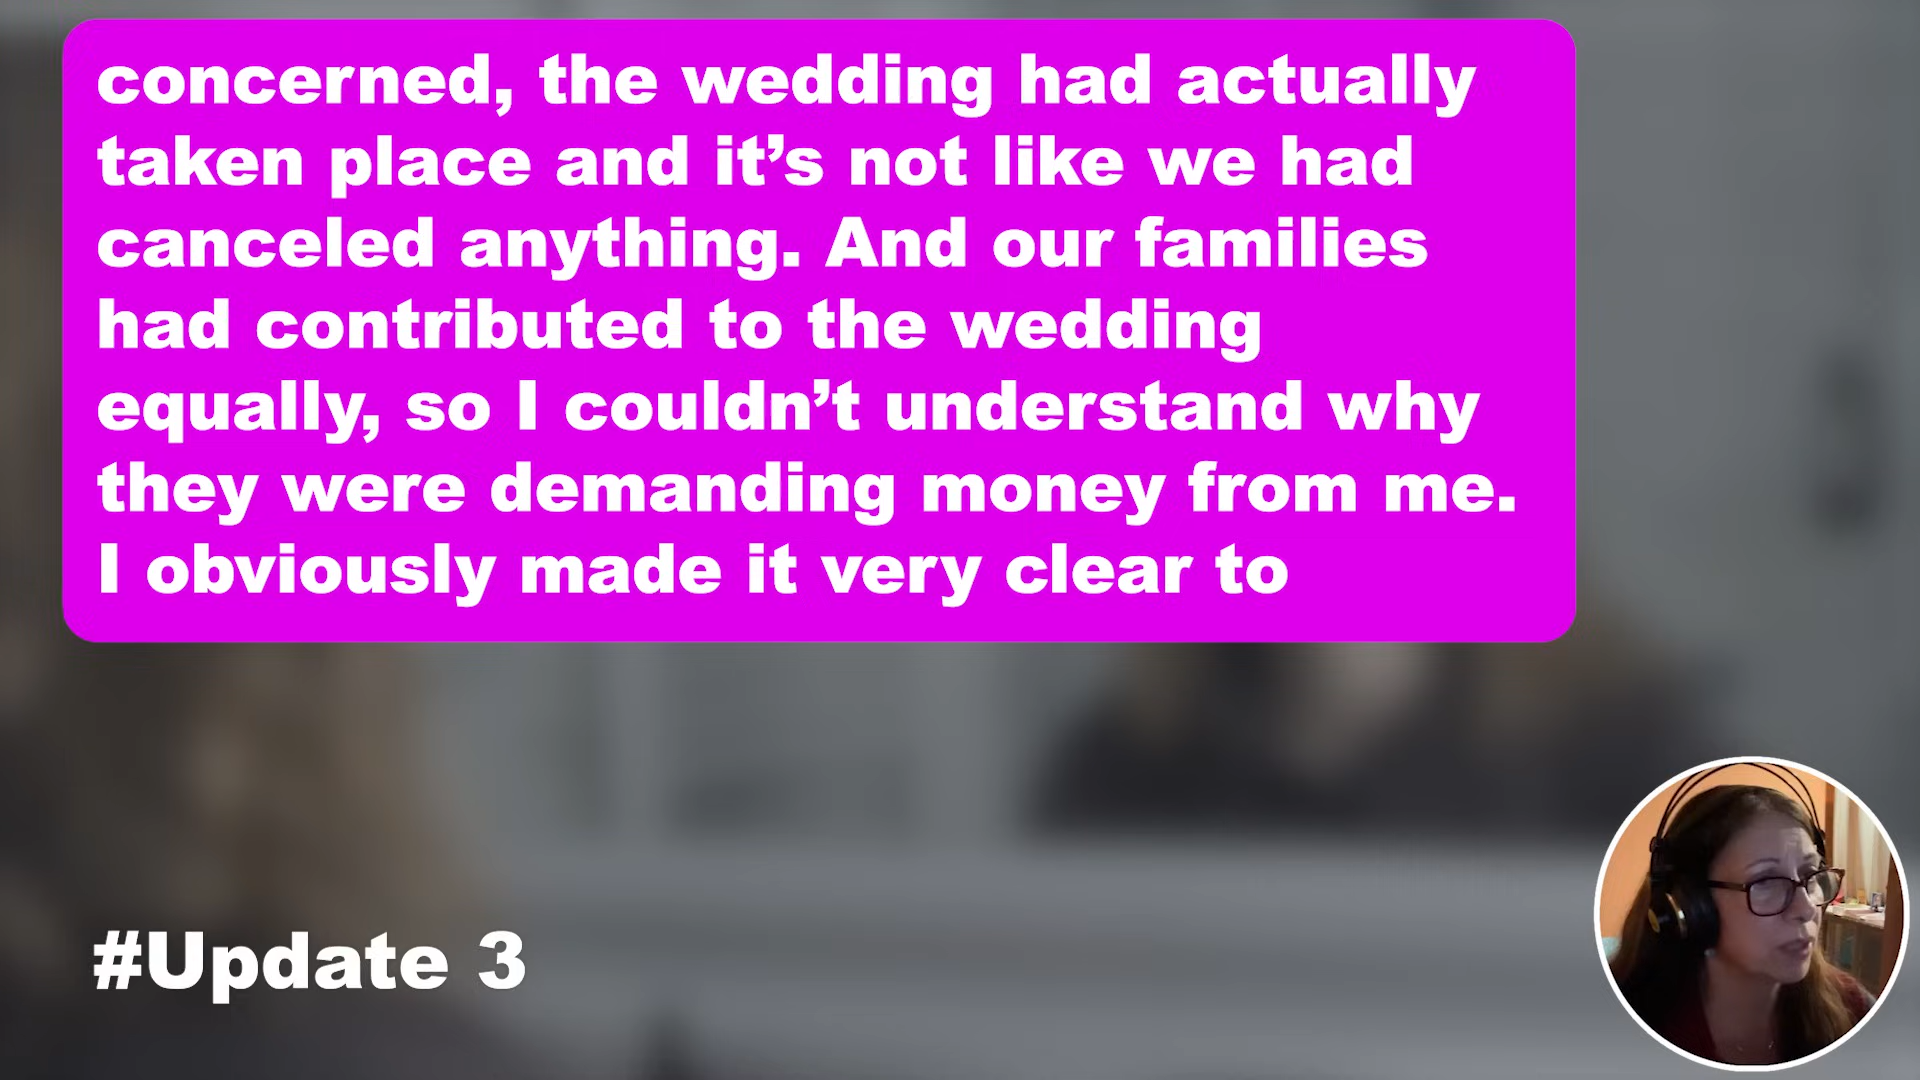 concerned, the wedding had actually
taken place and it’s not like we had
canceled anything. And our families
had contributed to the wedding
equally, so I couldn’t understand why
they were demanding money from me.
I obviously made it very clear to
#Update 3